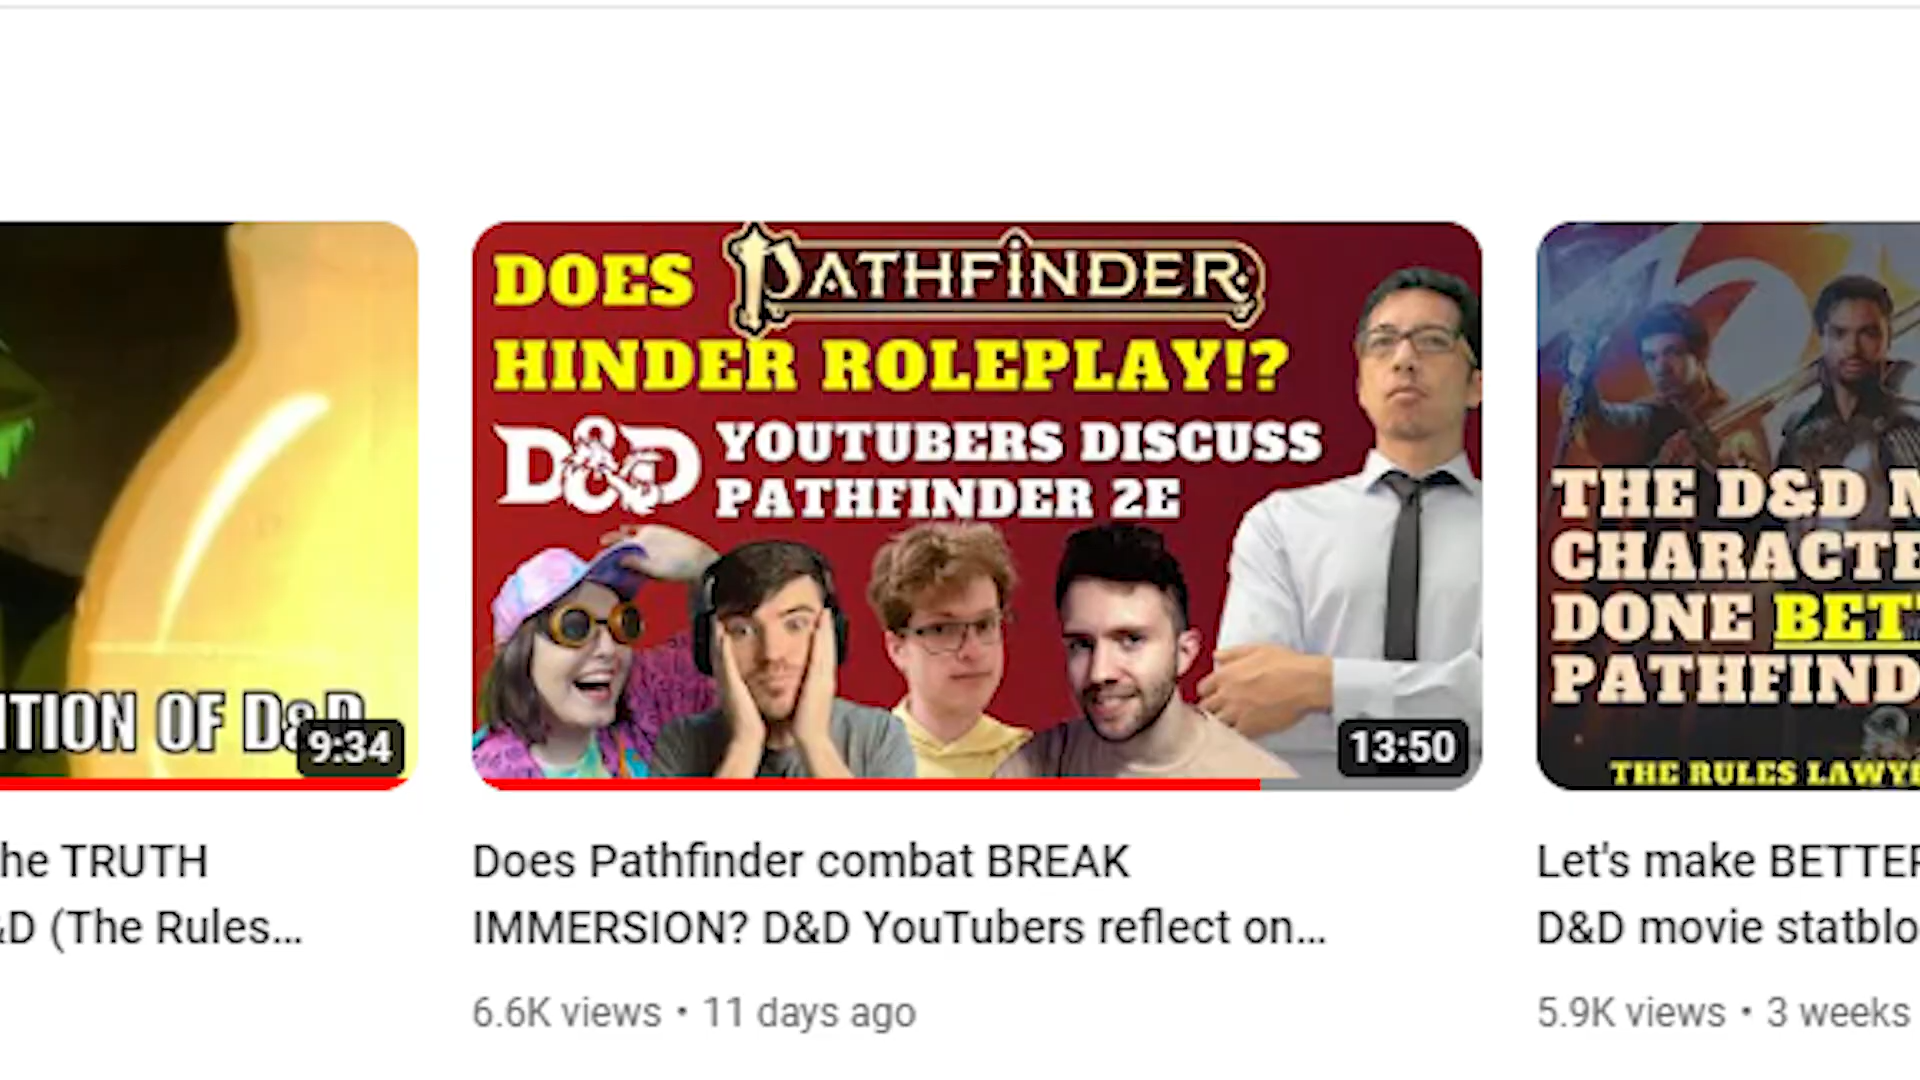 ITION OF D&D
9:34
he TRUTH
&D (The Rules...
DOES PATHFINDER
HINDER ROLEPLAY!?
D&D YOUTUBERS DISCUSS
PATHFINDER 2E
13:50
Does Pathfinder combat BREAK
IMMERSION? D&D YouTubers reflect on...
6.6K views • 11 days ago
THE D&D M
CHARACTE
DONE BET
PATHFIND
THE RULES LAWYE
Let's make BETTER
D&D movie statblo
5.9K views • 3 weeks